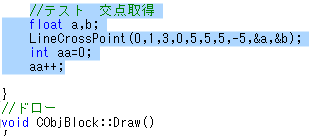 //テスト　交点取得
float a,b;
LineCrossPoint(0,1,3,0,5,5,5,-5,&a,&b);
int aa=0;
aa++;
}
//ドロー
void CObjBlock::Draw()